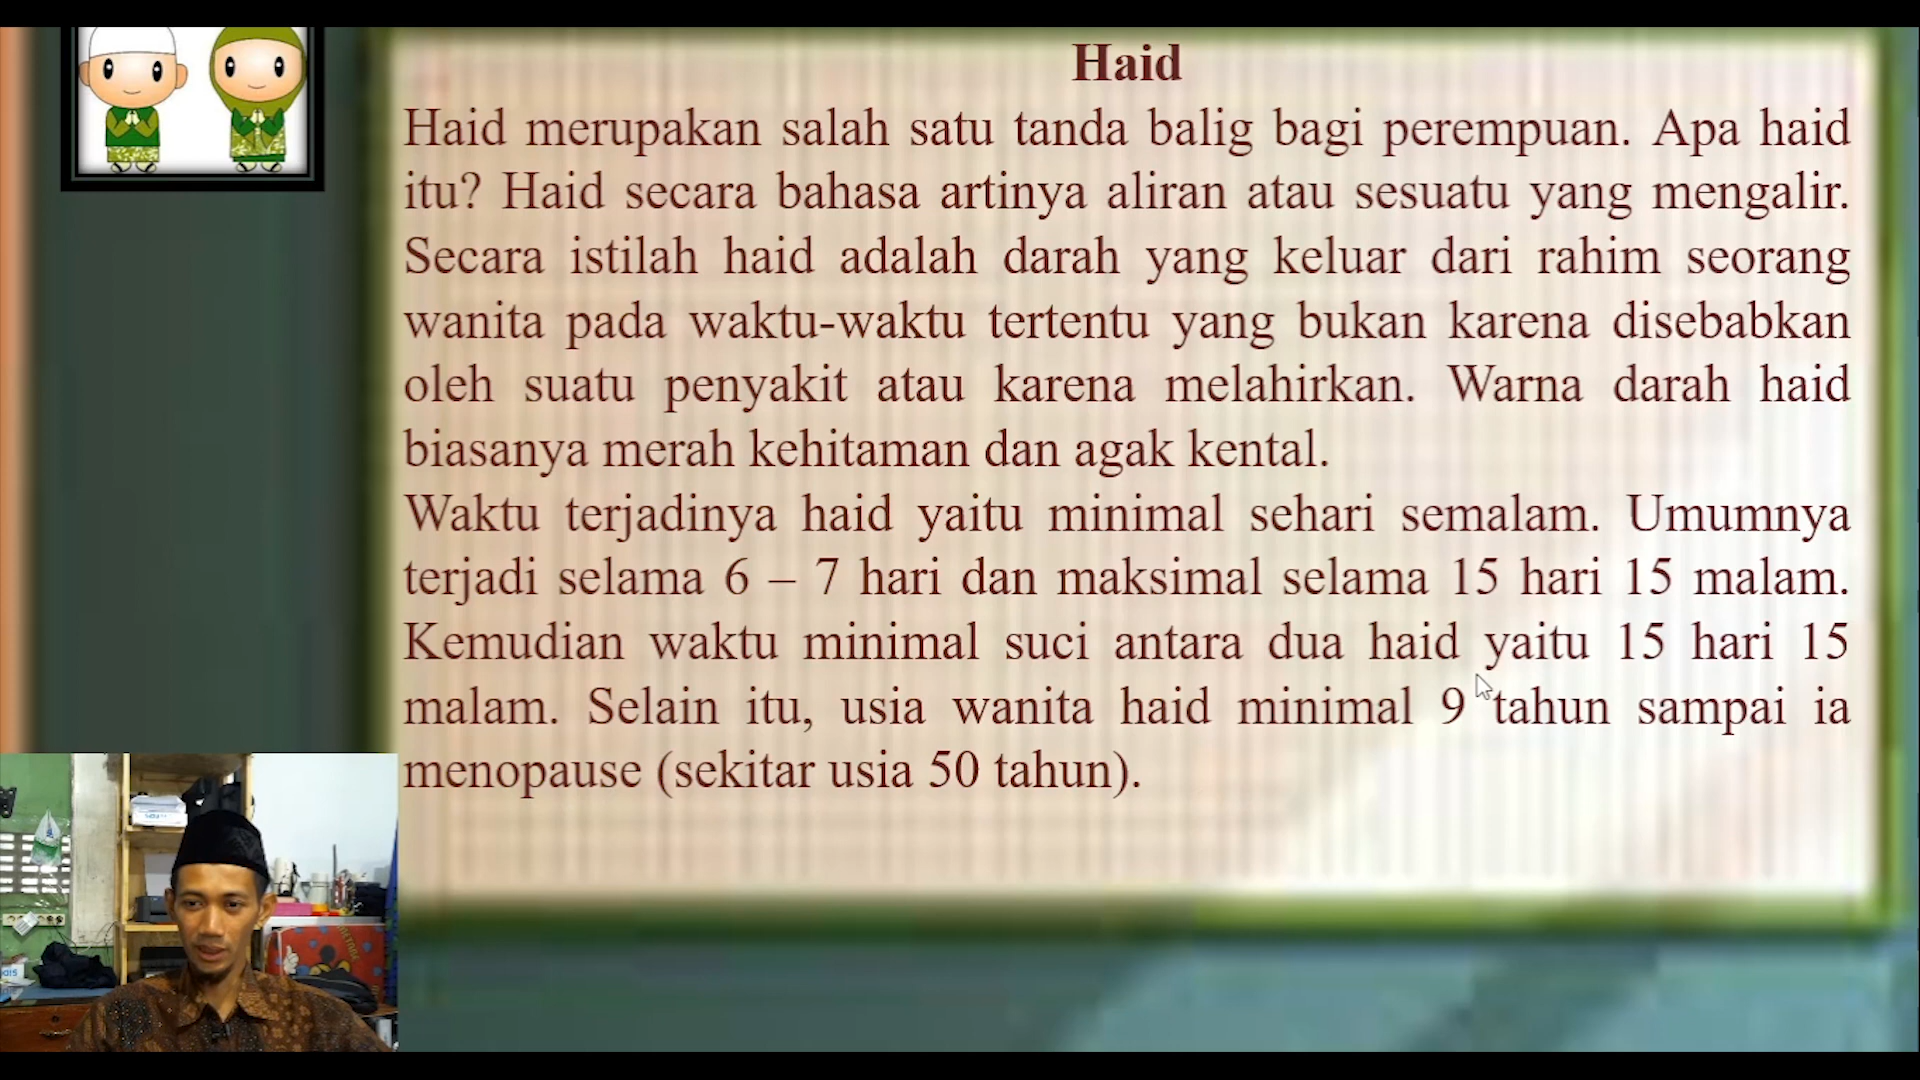 Haid
Haid merupakan salah satu tanda balig bagi perempuan. Apa haid
itu? Haid secara bahasa artinya aliran atau sesuatu yang mengalir.
Secara istilah haid adalah darah yang keluar dari rahim seorang
wanita pada waktu-waktu tertentu yang bukan karena disebabkan
oleh suatu penyakit atau karena melahirkan. Warna darah haid
biasanya merah kehitaman dan agak kental.
Waktu terjadinya haid yaitu minimal sehari semalam. Umumnya
terjadi selama 6 – 7 hari dan maksimal selama 15 hari 15 malam.
Kemudian waktu minimal suci antara dua haid yaitu 15 hari 15
malam. Selain itu, usia wanita haid minimal 9 tahun sampai ia
menopause (sekitar usia 50 tahun).